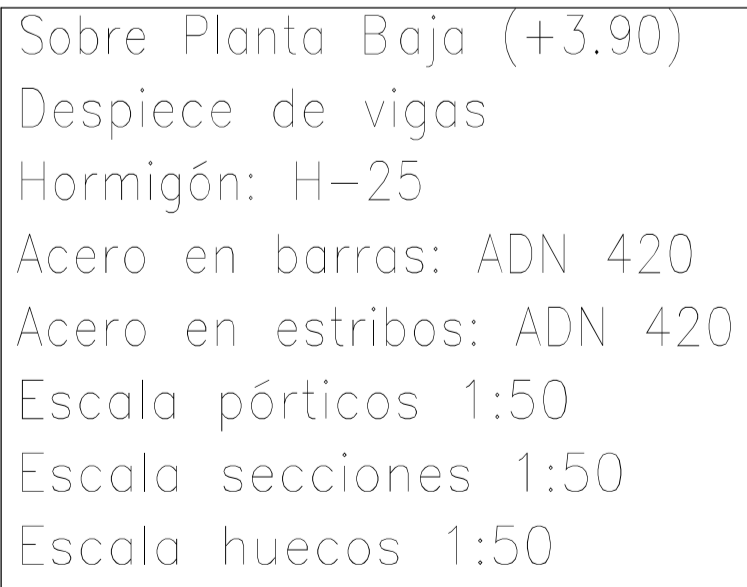 Sobre Planta Baja (+3.90)
Despiece de vigas
Hormigón: H-25
Acero en barras: ADN 420
Acero en estribos: ADN 420
Escala pórticos 1:50
Escala secciones 1:50
Escala huecos 1:50